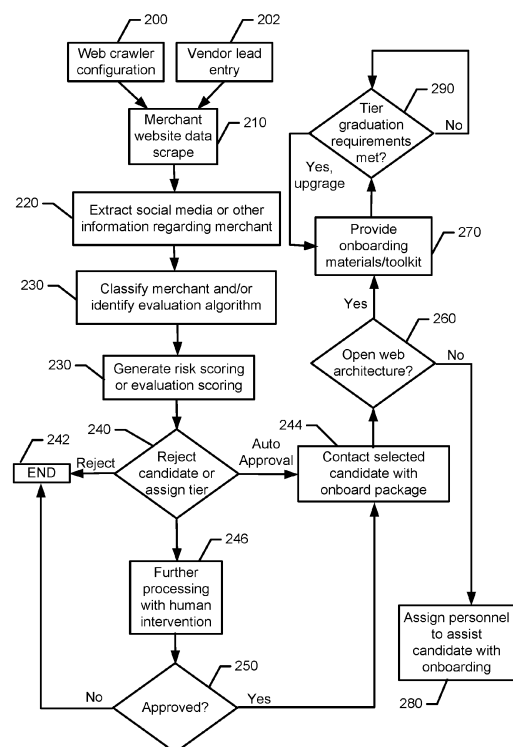 200
Web crawler
configuration
202
Vendor lead
entry
210
Merchant
website data
scrape
220
Extract social media or other
information regarding merchant
230
Classify merchant and/or
identify evaluation algorithm
230
Generate risk scoring
or evaluation scoring
240
Reject
candidate or
assign tier
242
END
Reject
Auto
Approval
244
Contact selected
candidate with
onboard package
246
Further
processing
with human
intervention
250
Approved?
No
Yes
260
Open web
architecture?
Yes
No
270
Provide
onboarding
materials/toolkit
290
Tier
graduation
requirements
met?
No
Yes,
upgrage
Assign personnel
to assist
candidate with
onboarding
280